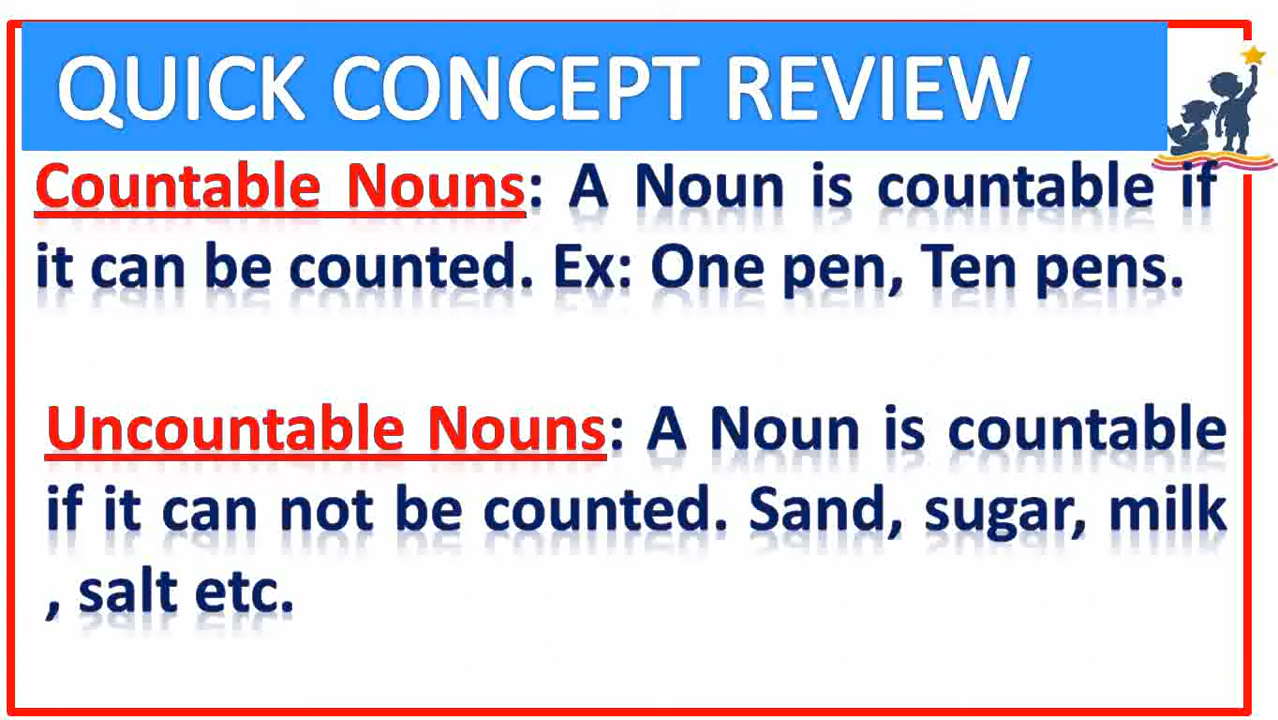 QUICK CONCEPT REVIEW
Countable Nouns: A Noun is countable if
it can be counted. Ex: One pen, Ten pens.
Uncountable Nouns: A Noun is countable
if it can not be counted. Sand, sugar, milk
, salt etc.